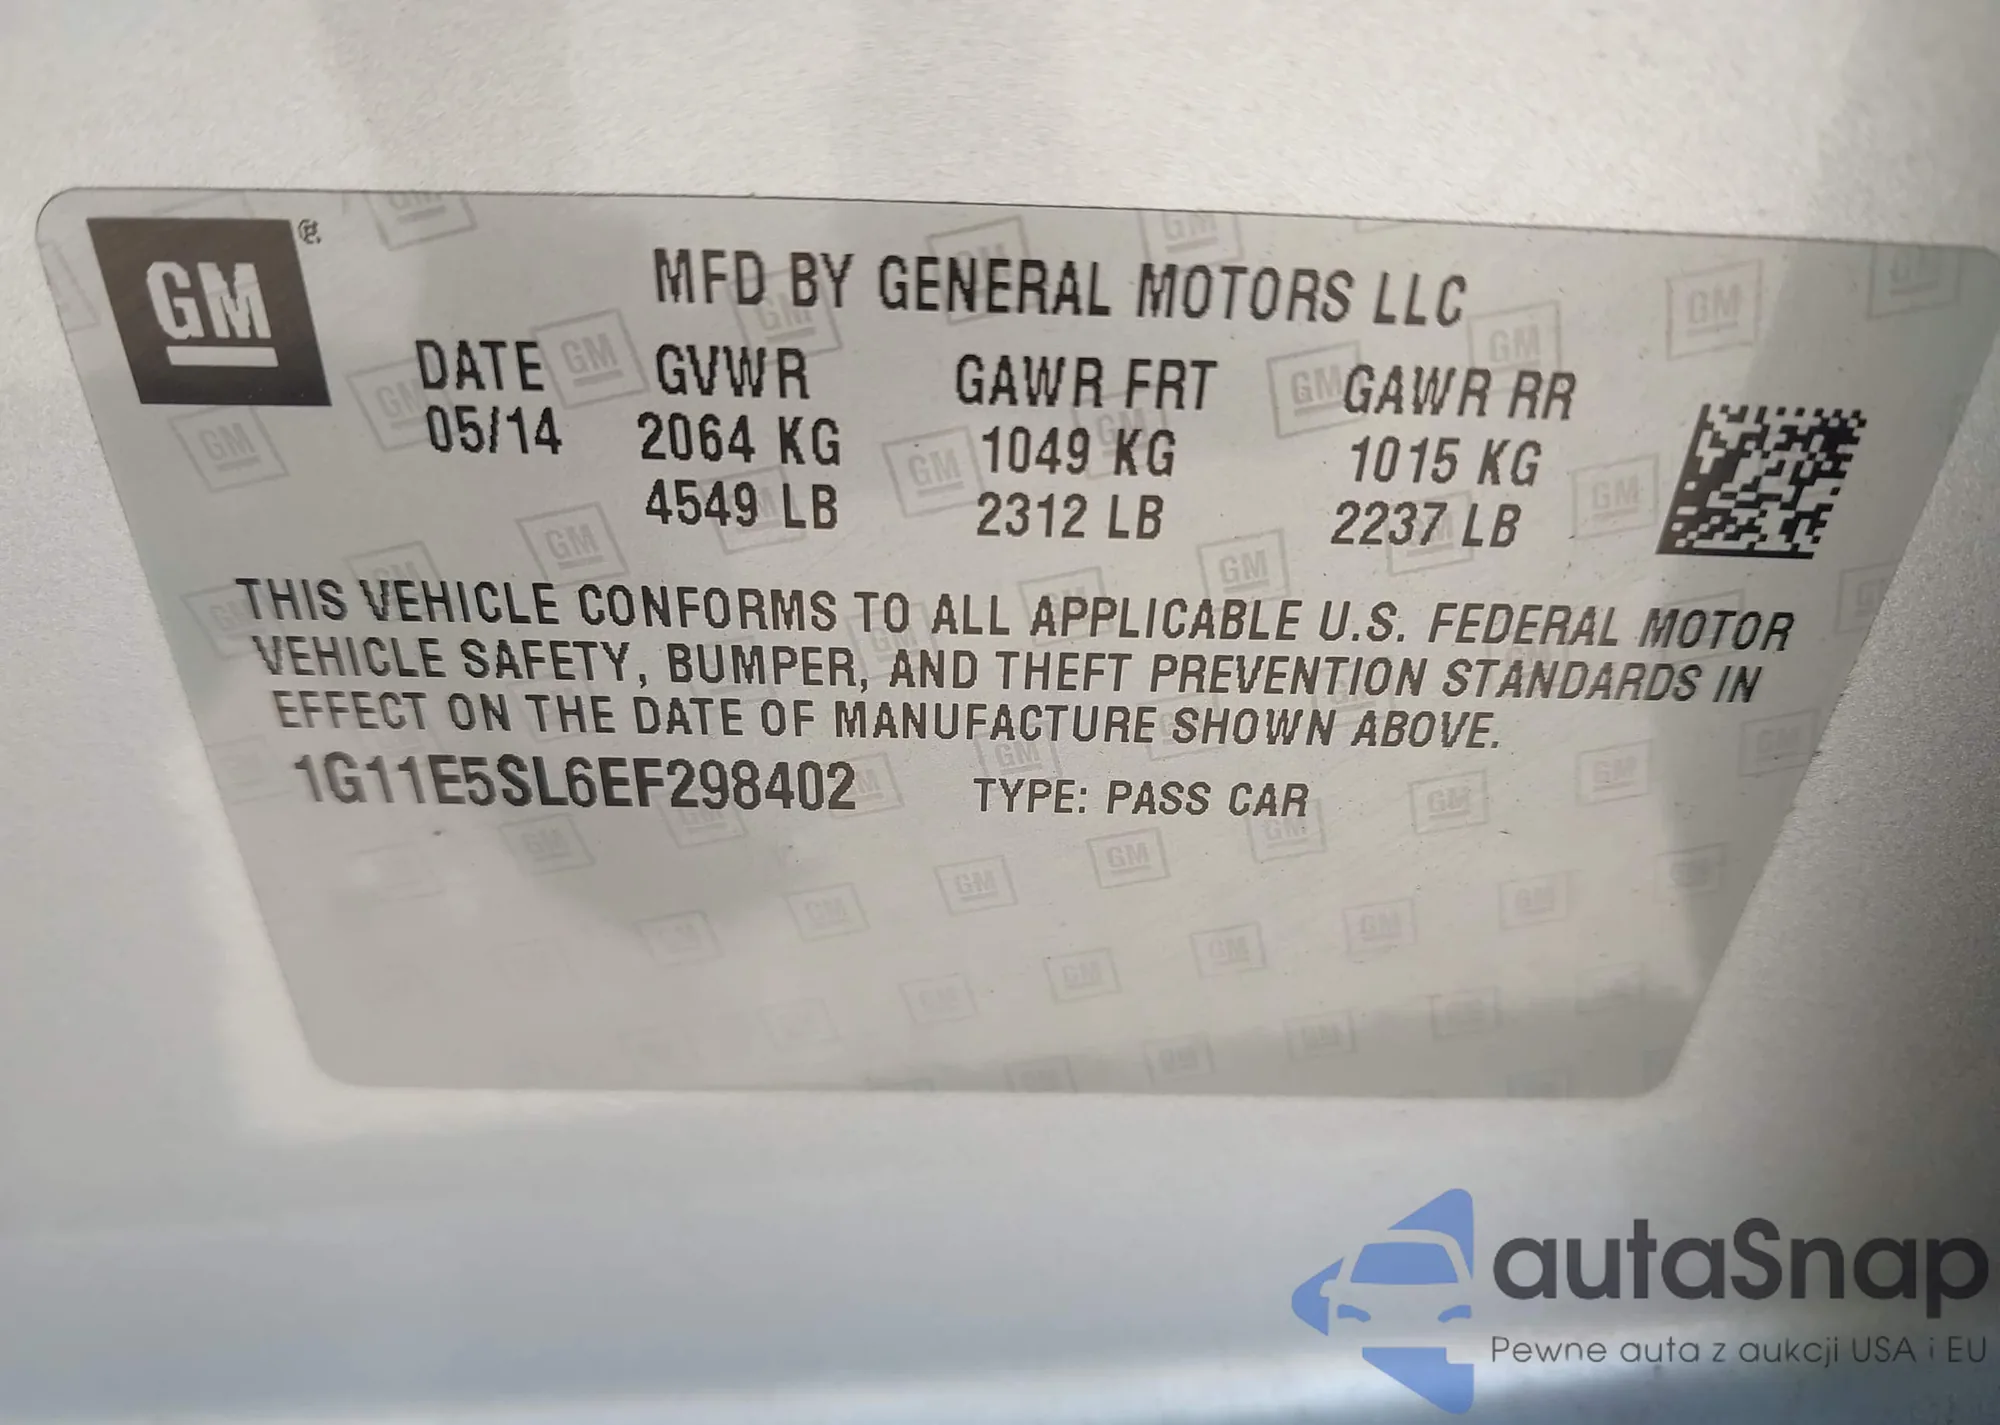 GM
MFD BY GENERAL MOTORS LLC
DATE GVWR GAWR FRT GAWR RR
05/14 2064 KG 1049 KG 1015 KG
4549 LB 2312 LB 2237 LB
THIS VEHICLE CONFORMS TO ALL APPLICABLE U.S. FEDERAL MOTOR
VEHICLE SAFETY, BUMPER, AND THEFT PREVENTION STANDARDS IN
EFFECT ON THE DATE OF MANUFACTURE SHOWN ABOVE.
1G11E5SL6EF298402 TYPE: PASS CAR
autaSnap
Pewne auta z aukcji USA i EU